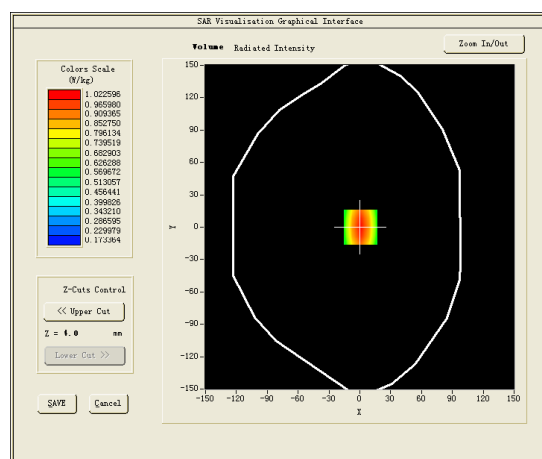 SAR Visualisation Graphical Interface
Volume Radiated Intensity
Zoom In/Out
Colors Scale
(W/kg)
1.022596
0.965980
0.909365
0.852750
0.796134
0.739519
0.682903
0.626288
0.569672
0.513057
0.456441
0.399826
0.343210
0.286595
0.229979
0.173364
Z-Cuts Control
<< Upper Cut
Z = 4.0 mm
Lower Cut >>
SAVE Cancel
150
120
90
60
30
0
-30
-60
-90
-120
-150
Y
-150 -120 -90 -60 -30 0 30 60 90 120 150
X